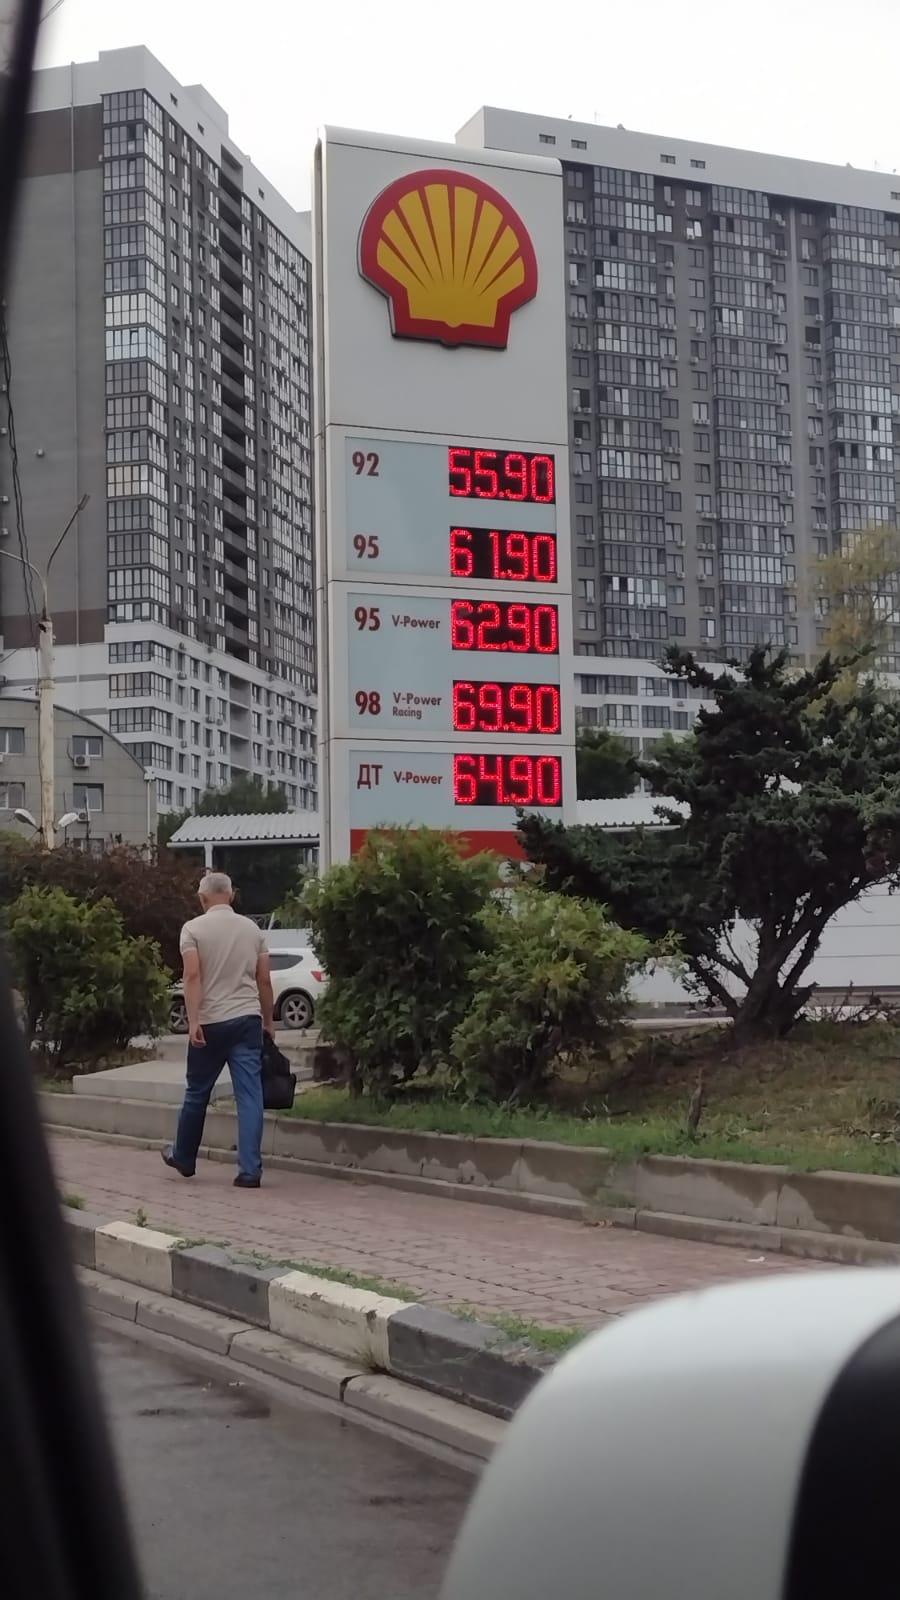 92 55.90
95 61.90
95 V-Power 62.90
98 V-Power Racing 69.90
ДТ V-Power 64.90